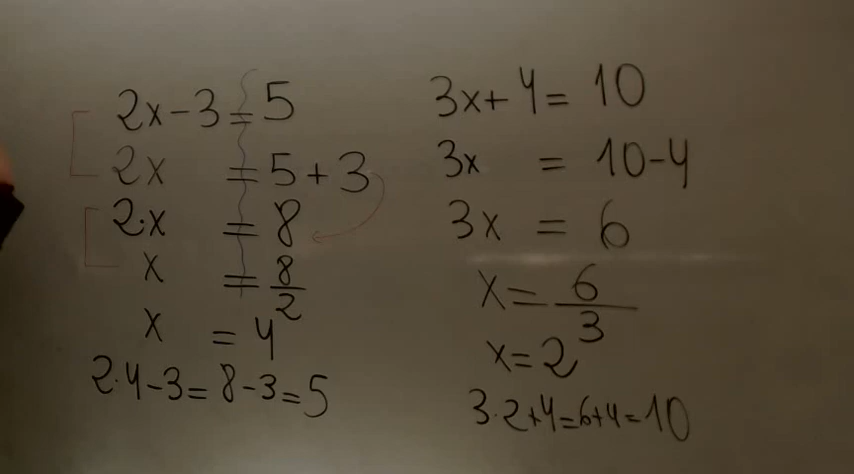 2x-3=5
2x = 5+3
2·x = 8
x = 8/2
x = 4
2·4-3=8-3=5
3x+4=10
3x = 10-4
3x = 6
x = 6/3
x=2
3·2+4=6+4=10